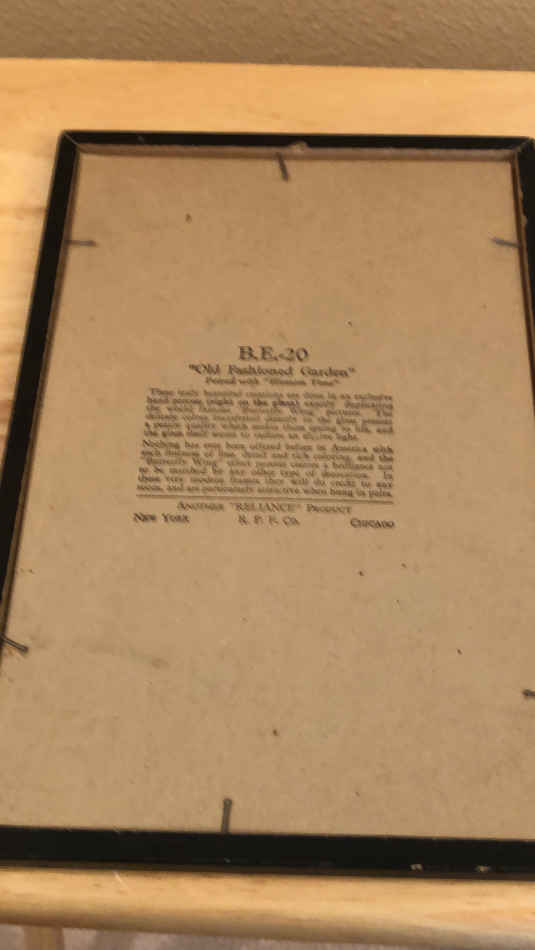 B.E.-20
"Old Fashioned Garden"
Paired with "Blossom Time"
These truly beautiful creations are done in an exclusive
hand process (right on the glass) exactly duplicating
the world famous "Butterfly Wing" pictures. The
delicate colors transferred directly to the glass possess
a poetic quality which makes them spring to life, and
the glass itself seems to radiate an light.
Nothing has ever been offered before in America with
such fineness of line, detail and rich coloring, and the
"Butterfly Wing" effect process creates a brilliance not
to be matched by any other type of decoration. In
these very modern frames they will do credit to any
room, and are particularly attractive when hung in pairs.
ANOTHER "RELIANCE" PRODUCT
NEW YORK R. P. F. Co. CHICAGO